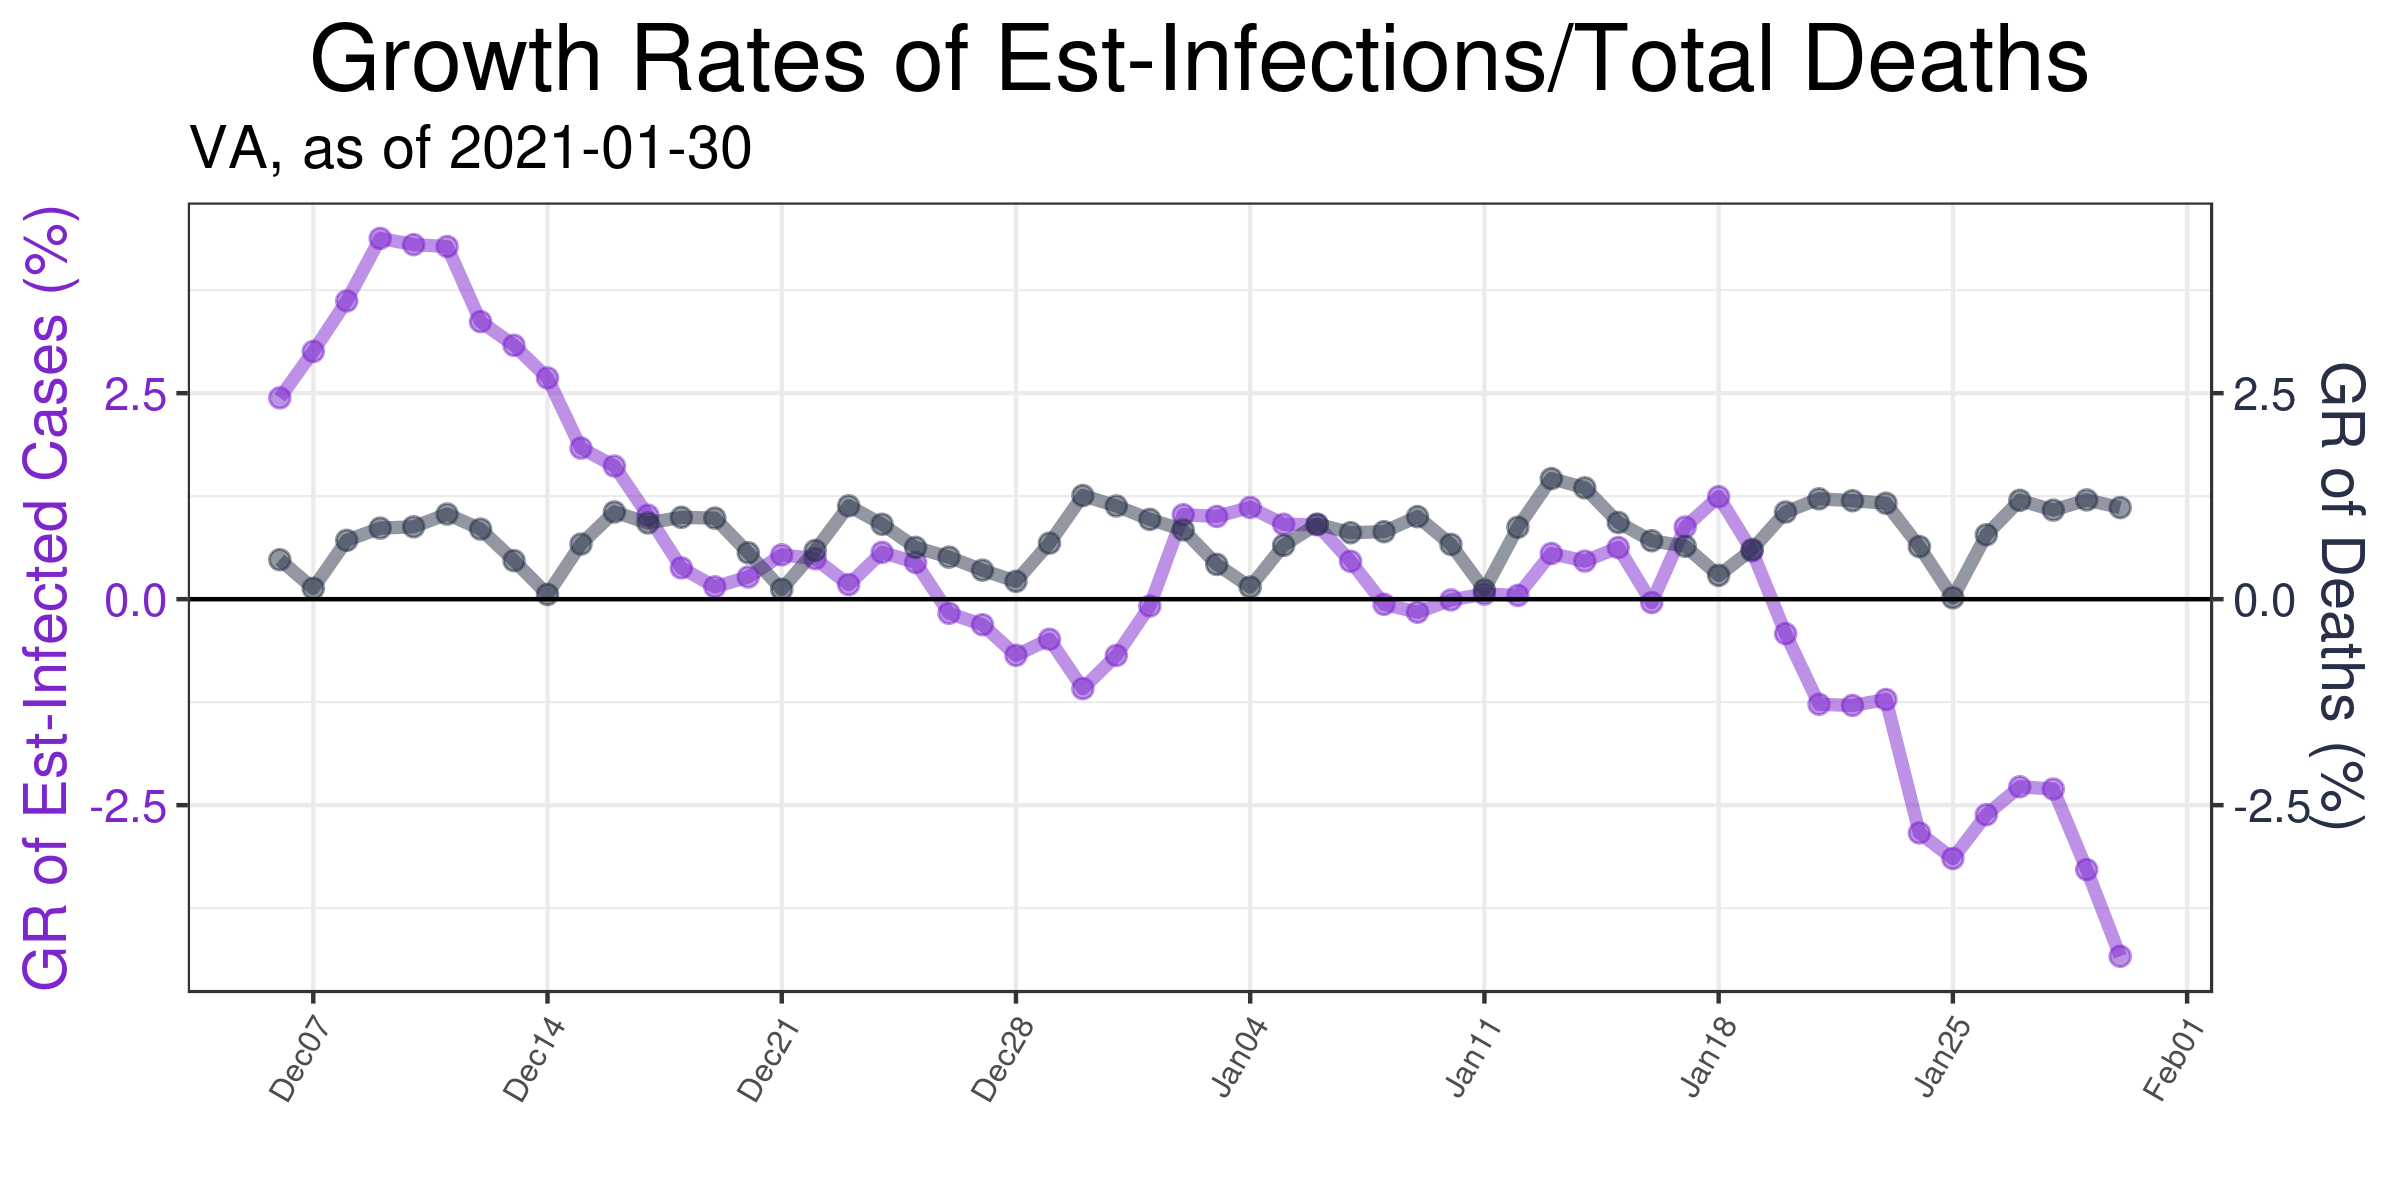 Growth Rates of Est-Infections/Total Deaths
VA, as of 2021-01-30
GR of Est-Infected Cases (%)
2.5
0.0
-2.5
2.5
0.0
-2.5
GR of Deaths (%)
Dec07
Dec14
Dec21
Dec28
Jan04
Jan11
Jan18
Jan25
Feb01